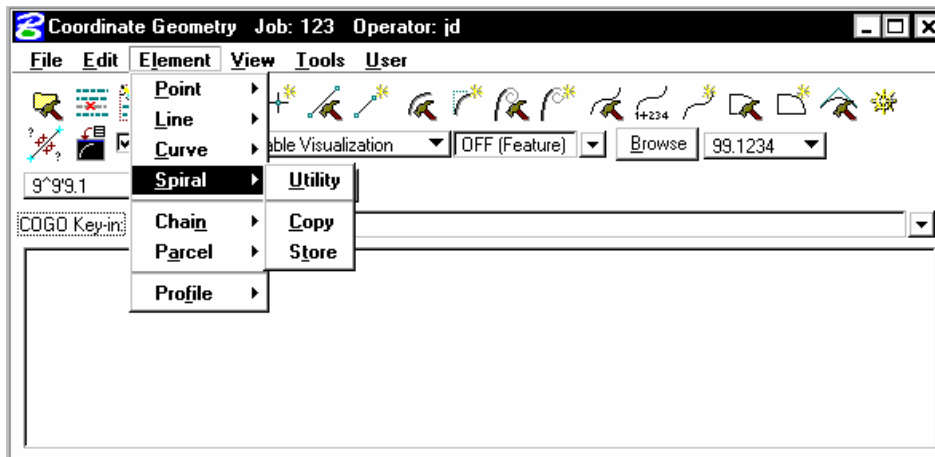 Coordinate Geometry Job: 123 Operator: jd
File Edit Element View Tools User
Point
Line
1+234
Curve
able Visualization OFF (Feature) Browse 99.1234
Spiral Utility
9^9'9.1
Chain Copy
COGO Key-in:
Parcel Store
Profile